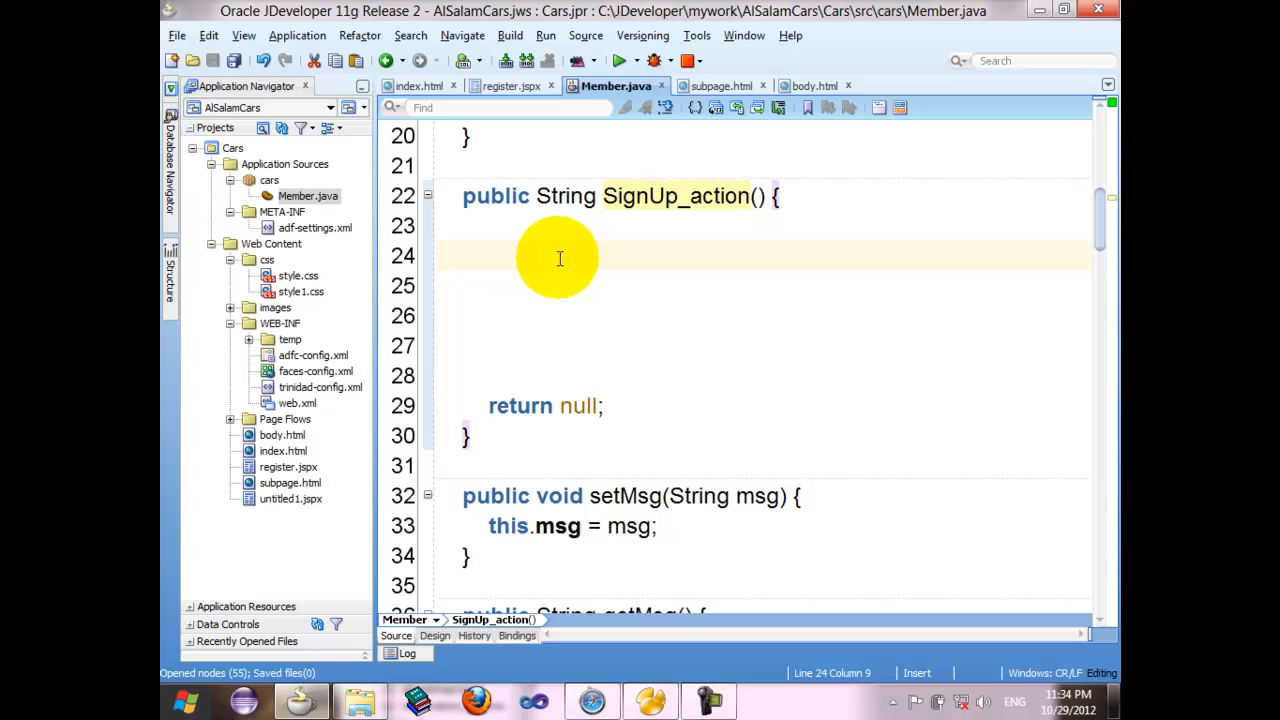 Oracle JDeveloper 11g Release 2 - AlSalamCars.jws : Cars.jpr : C:\JDeveloper\mywork\AlSalamCars\Cars\src\cars\Member.java
File Edit View Application Refactor Search Navigate Build Run Source Versioning Tools Window Help
Search
Application Navigator
index.html register.jspx Member.java subpage.html body.html
AlSalamCars
Find
Projects
Cars
Application Sources
cars
Member.java
META-INF
adf-settings.xml
Web Content
css
style.css
style1.css
images
WEB-INF
temp
adfc-config.xml
faces-config.xml
trinidad-config.xml
web.xml
Page Flows
body.html
index.html
register.jspx
subpage.html
untitled1.jspx
Application Resources
Data Controls
Recently Opened Files
Database Navigator
Structure
20 }
21
22 public String SignUp_action() {
23
24
25
26
27
28
29 return null;
30 }
31
32 public void setMsg(String msg) {
33 this.msg = msg;
34 }
35
36 public String getMsg() {
Member SignUp_action()
Source Design History Bindings
Log
Opened nodes (55); Saved files(0)
Line 24 Column 9 Insert Windows: CR/LF Editing
ENG
11:34 PM
10/29/2012